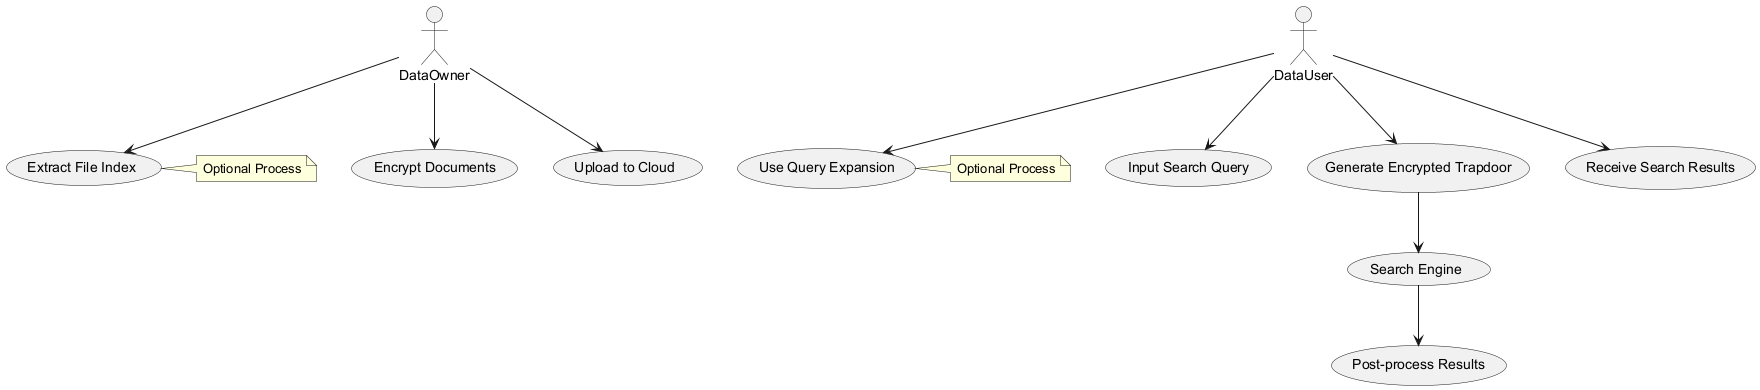 DataOwner
DataUser
Extract File Index
Optional Process
Encrypt Documents
Upload to Cloud
Use Query Expansion
Optional Process
Input Search Query
Generate Encrypted Trapdoor
Receive Search Results
Search Engine
Post-process Results